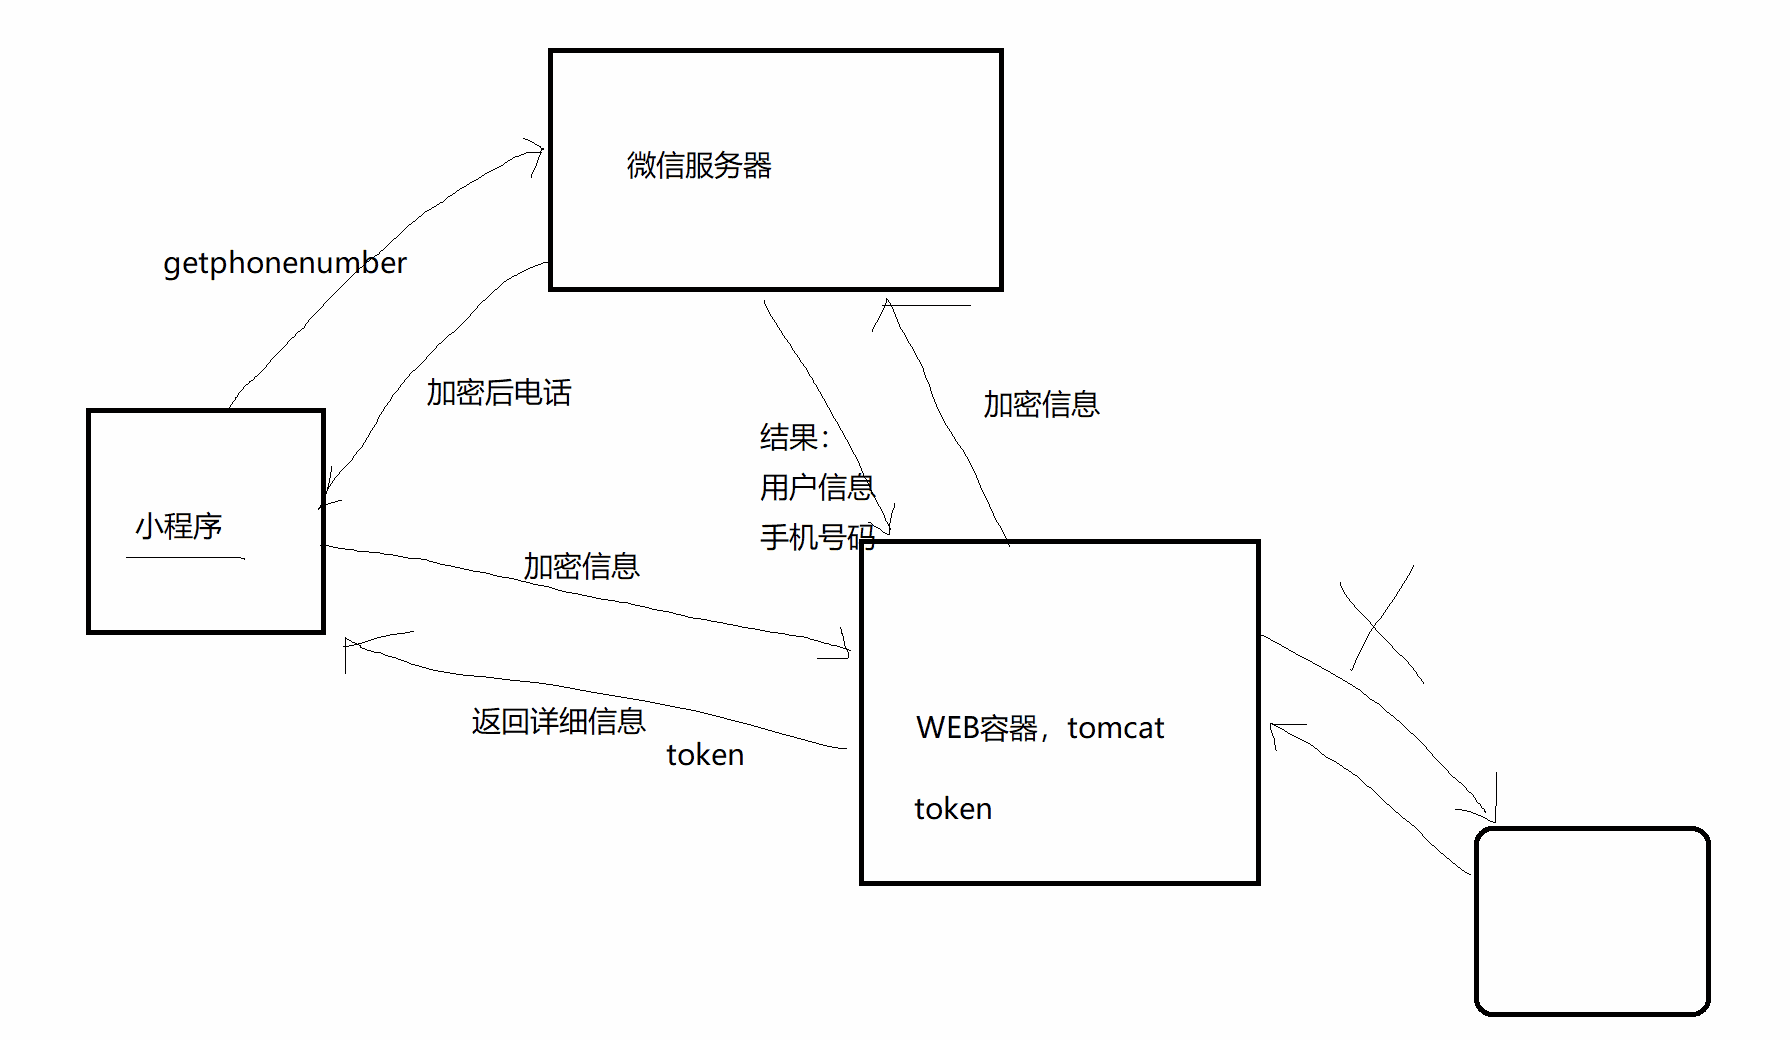 微信服务器
getphonenumber
加密后电话
加密信息
结果：
用户信息
手机号码
小程序
加密信息
返回详细信息
token
WEB容器，tomcat
token